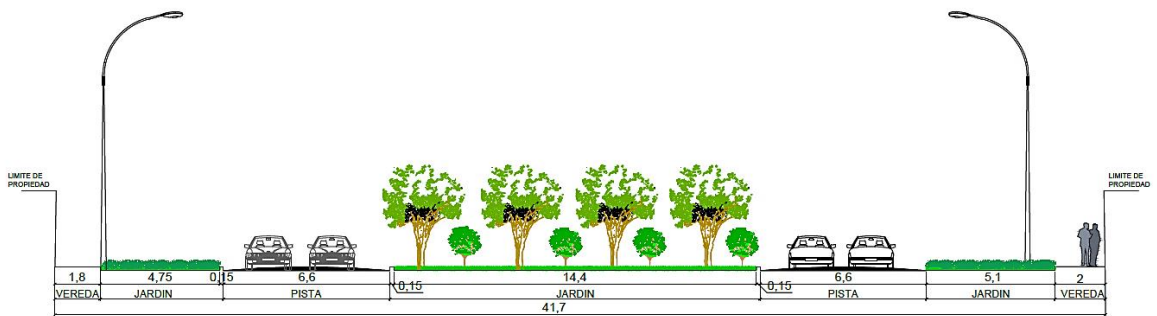 LIMITE DE
PROPIEDAD
LIMITE DE
PROPIEDAD
1,8 4,75 0,15 6,6 14,4 6,6 5,1 2
0,15 0,15
VEREDA JARDIN PISTA JARDIN PISTA JARDIN VEREDA
41,7